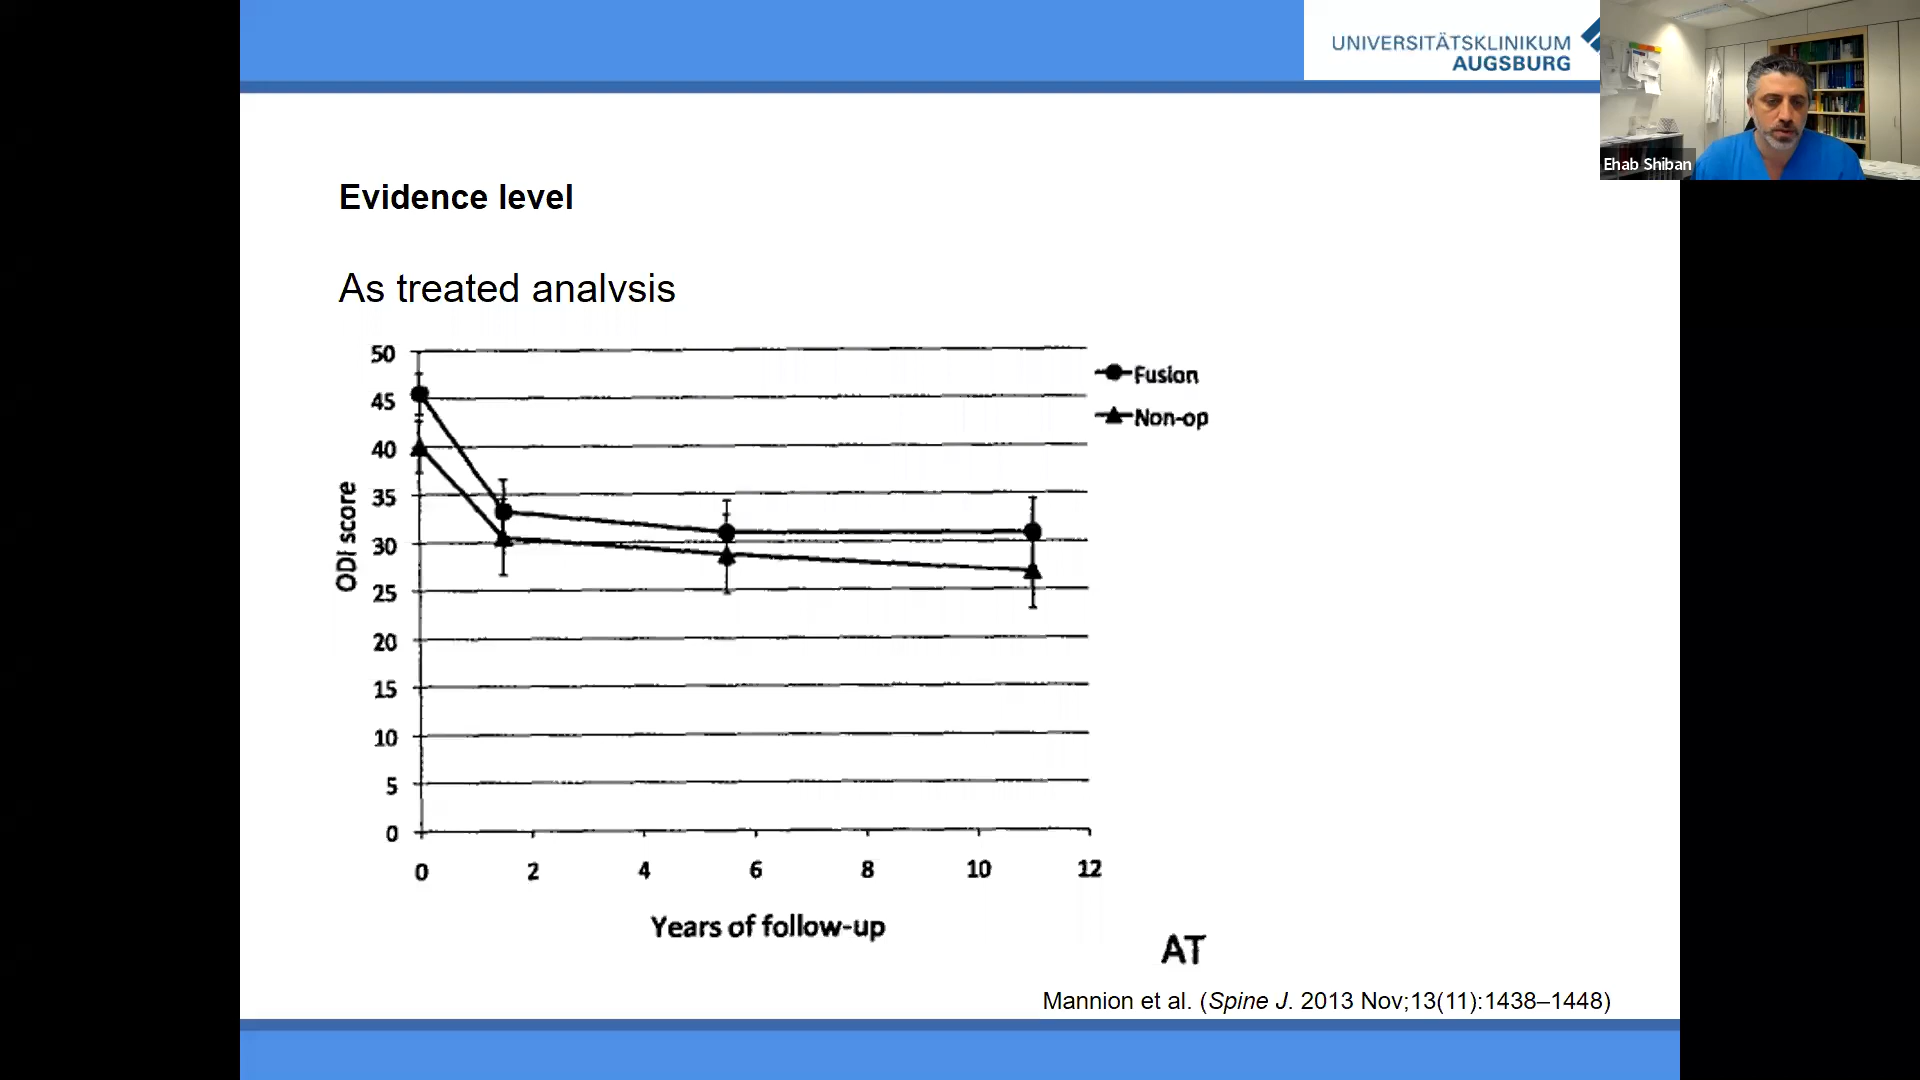 UNIVERSITÄTSKLINIKUM
AUGSBURG
Ehab Shiban
Evidence level
As treated analysis
50
45
40
35
30
25
20
15
10
5
0
ODI score
Fusion
Non-op
0 2 4 6 8 10 12
Years of follow-up
AT
Mannion et al. (Spine J. 2013 Nov;13(11):1438–1448)